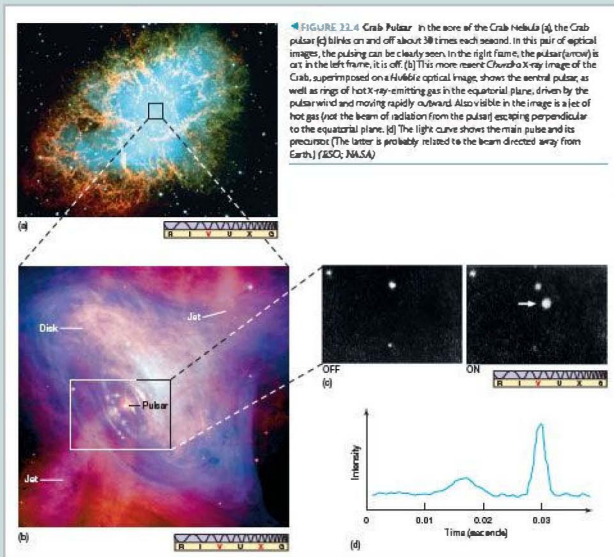 ◀ FIGURE 22.4 Crab Pulsar In the core of the Crab Nebula (a), the Crab
pulsar (c) blinks on and off about 30 times each second. In this pair of optical
images, the pulsing can be clearly seen. In the right frame, the pulsar (arrow) is
on; in the left frame, it is off. (b) This more recent Chandra X-ray image of the
Crab, superimposed on a Hubble optical image, shows the central pulsar, as
well as rings of hot X-ray-emitting gas in the equatorial plane, driven by the
pulsar wind and moving rapidly outward. Also visible in the image is a jet of
hot gas (not the beam of radiation from the pulsar) escaping perpendicular
to the equatorial plane. (d) The light curve shows the main pulse and its
precursor. (The latter is probably related to the beam directed away from
Earth.) (ESO; NASA)
(a)
R I V U X G
Jet
Disk
Pulsar
Jet
(b)
R I V U X G
OFF
ON
(c)
R I V U X G
Intensity
0
0.01
0.02
0.03
Time (seconds)
(d)